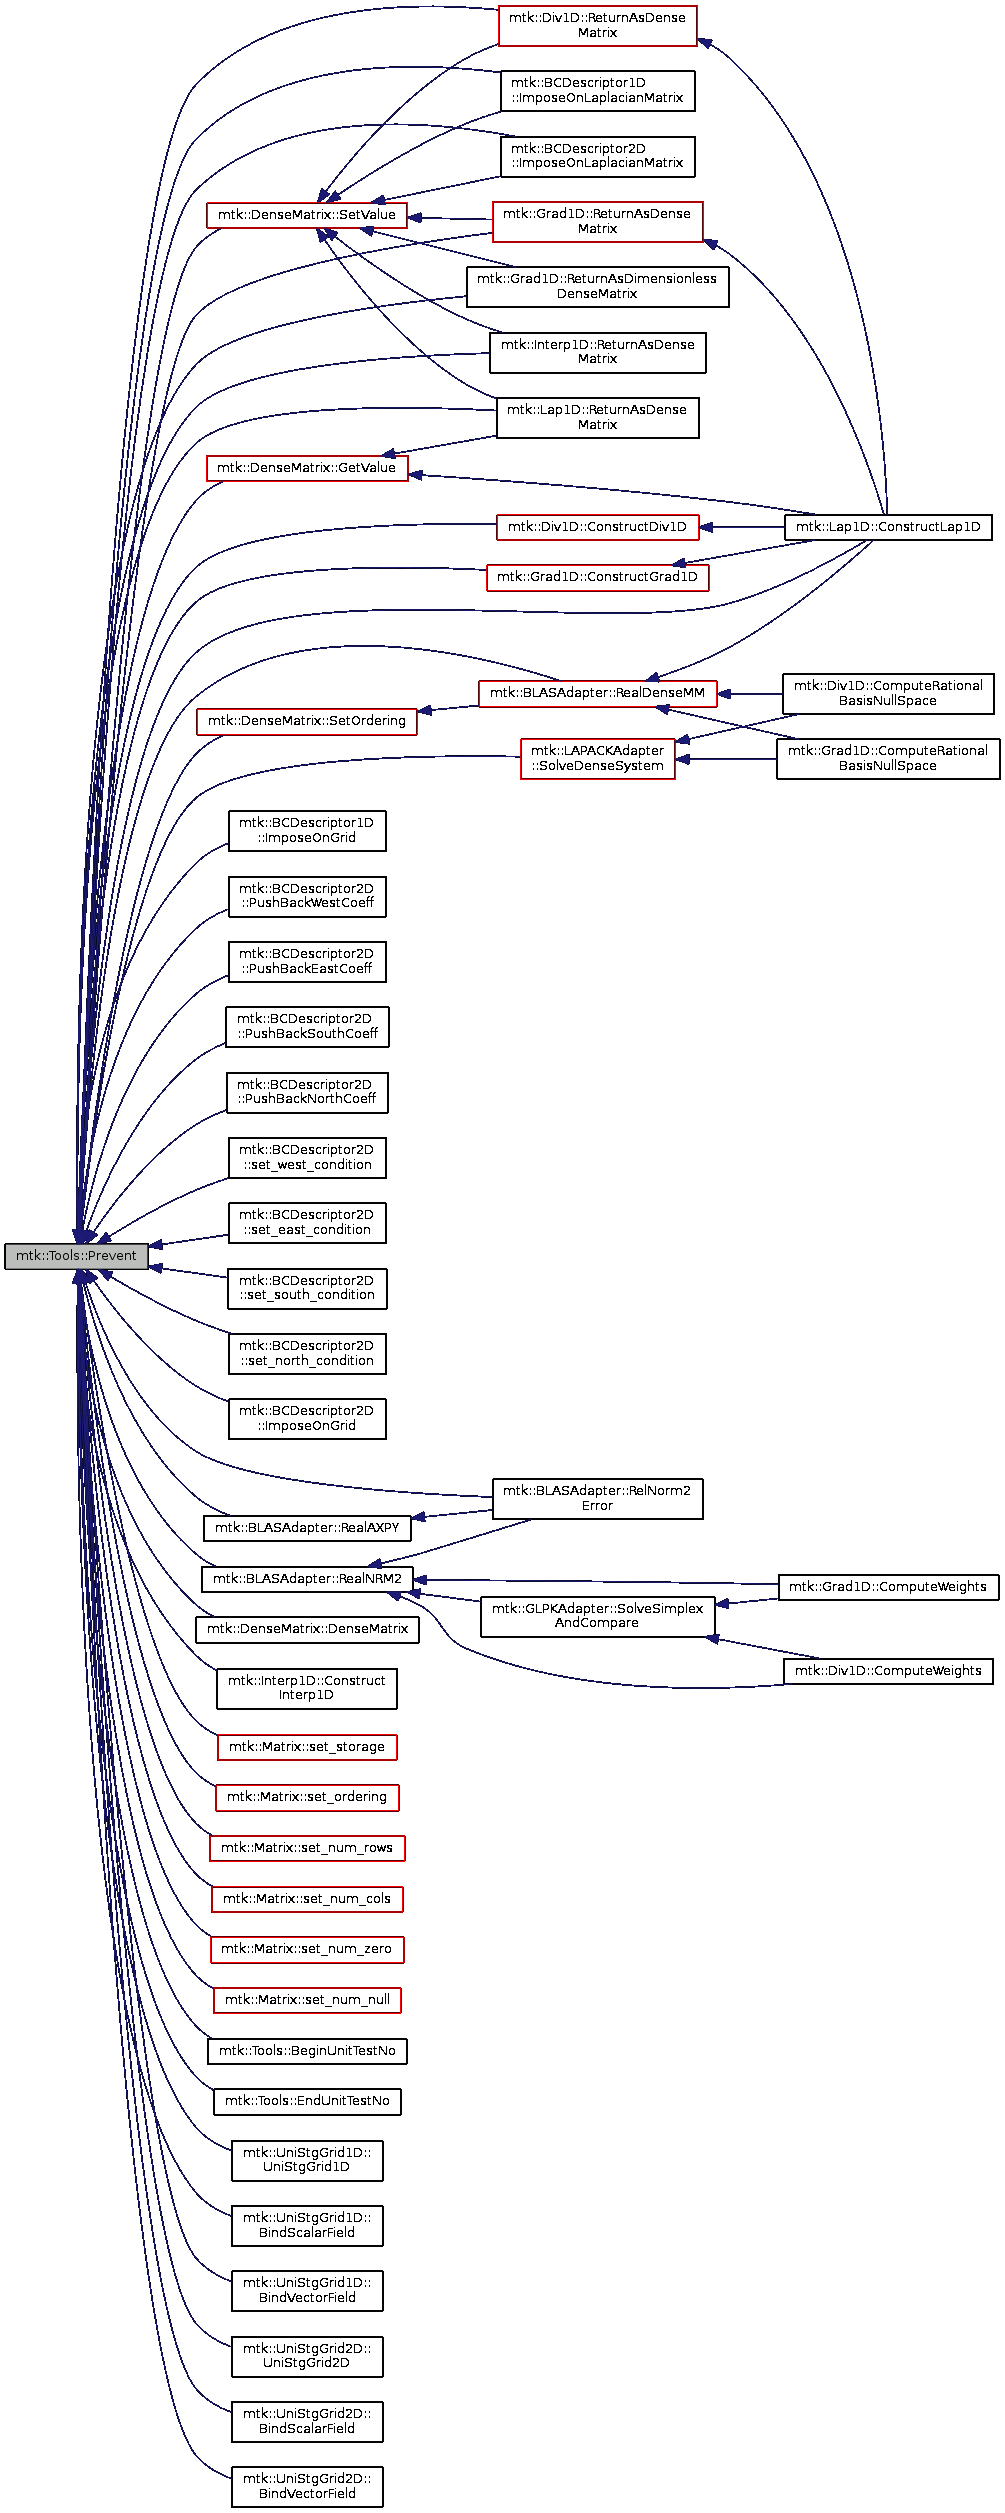 mtk::Div1D::ReturnAsDense
Matrix
mtk::BCDescriptor1D
::ImposeOnLaplacianMatrix
mtk::BCDescriptor2D
::ImposeOnLaplacianMatrix
mtk::DenseMatrix::SetValue
mtk::Grad1D::ReturnAsDense
Matrix
mtk::Grad1D::ReturnAsDimensionless
DenseMatrix
mtk::Interp1D::ReturnAsDense
Matrix
mtk::Lap1D::ReturnAsDense
Matrix
mtk::DenseMatrix::GetValue
mtk::Div1D::ConstructDiv1D
mtk::Lap1D::ConstructLap1D
mtk::Grad1D::ConstructGrad1D
mtk::BLASAdapter::RealDenseMM
mtk::Div1D::ComputeRational
BasisNullSpace
mtk::DenseMatrix::SetOrdering
mtk::LAPACKAdapter
::SolveDenseSystem
mtk::Grad1D::ComputeRational
BasisNullSpace
mtk::BCDescriptor1D
::ImposeOnGrid
mtk::BCDescriptor2D
::PushBackWestCoeff
mtk::BCDescriptor2D
::PushBackEastCoeff
mtk::BCDescriptor2D
::PushBackSouthCoeff
mtk::BCDescriptor2D
::PushBackNorthCoeff
mtk::BCDescriptor2D
::set_west_condition
mtk::BCDescriptor2D
::set_east_condition
mtk::Tools::Prevent
mtk::BCDescriptor2D
::set_south_condition
mtk::BCDescriptor2D
::set_north_condition
mtk::BCDescriptor2D
::ImposeOnGrid
mtk::BLASAdapter::RelNorm2
Error
mtk::BLASAdapter::RealAXPY
mtk::BLASAdapter::RealNRM2
mtk::Grad1D::ComputeWeights
mtk::GLPKAdapter::SolveSimplex
AndCompare
mtk::DenseMatrix::DenseMatrix
mtk::Div1D::ComputeWeights
mtk::Interp1D::Construct
Interp1D
mtk::Matrix::set_storage
mtk::Matrix::set_ordering
mtk::Matrix::set_num_rows
mtk::Matrix::set_num_cols
mtk::Matrix::set_num_zero
mtk::Matrix::set_num_null
mtk::Tools::BeginUnitTestNo
mtk::Tools::EndUnitTestNo
mtk::UniStgGrid1D::
UniStgGrid1D
mtk::UniStgGrid1D::
BindScalarField
mtk::UniStgGrid1D::
BindVectorField
mtk::UniStgGrid2D::
UniStgGrid2D
mtk::UniStgGrid2D::
BindScalarField
mtk::UniStgGrid2D::
BindVectorField